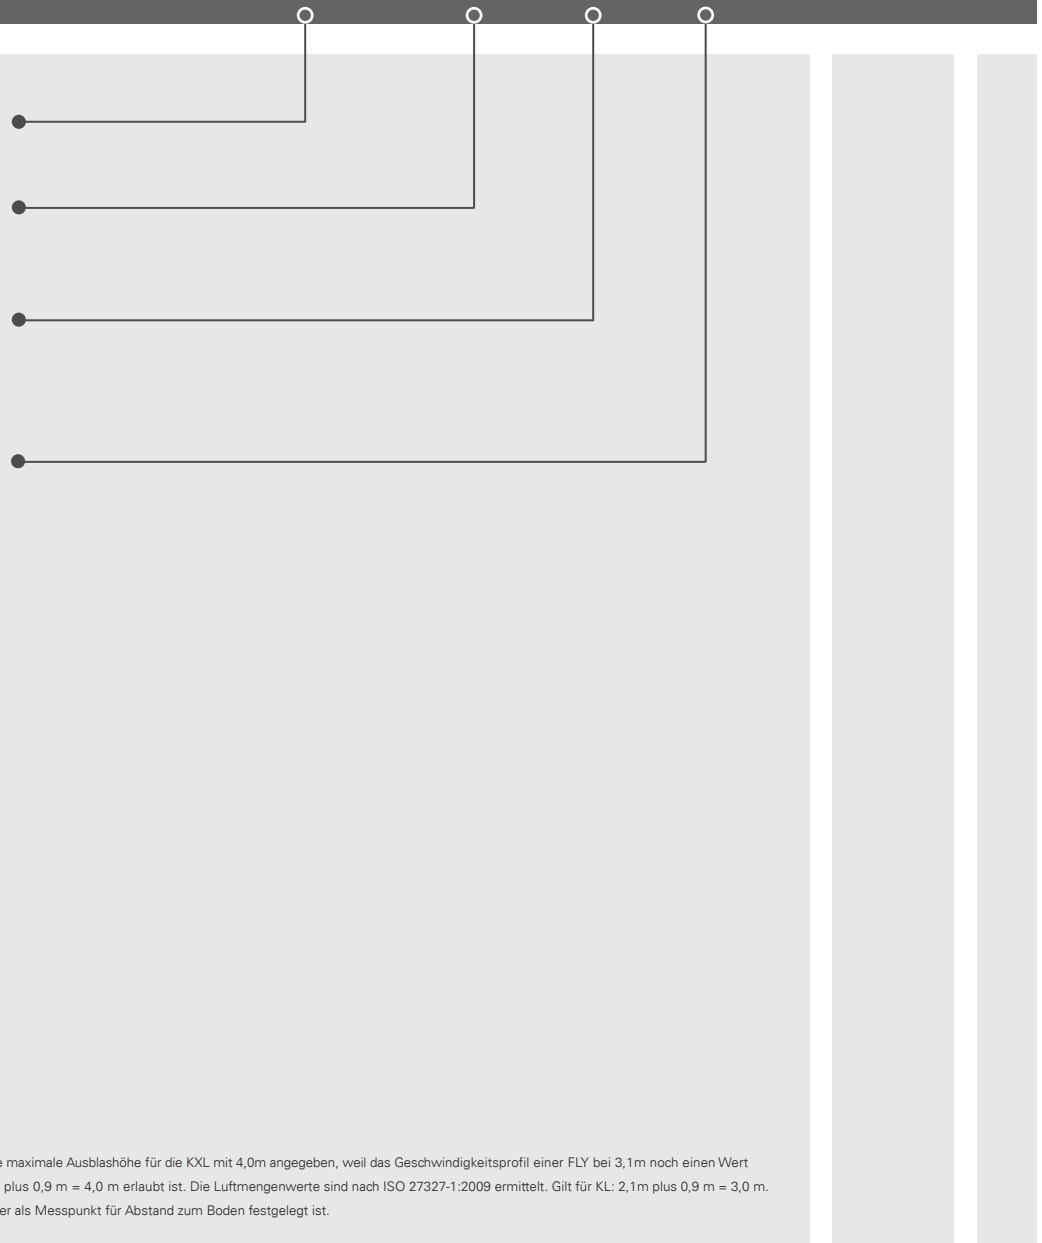 maximale Ausblashöhe für die KXL mit 4,0m angegeben, weil das Geschwindigkeitsprofil einer FLY bei 3,1m noch einen Wert
plus 0,9 m = 4,0 m erlaubt ist. Die Luftmengenwerte sind nach ISO 27327-1:2009 ermittelt. Gilt für KL: 2,1m plus 0,9 m = 3,0 m.
als Messpunkt für Abstand zum Boden festgelegt ist.